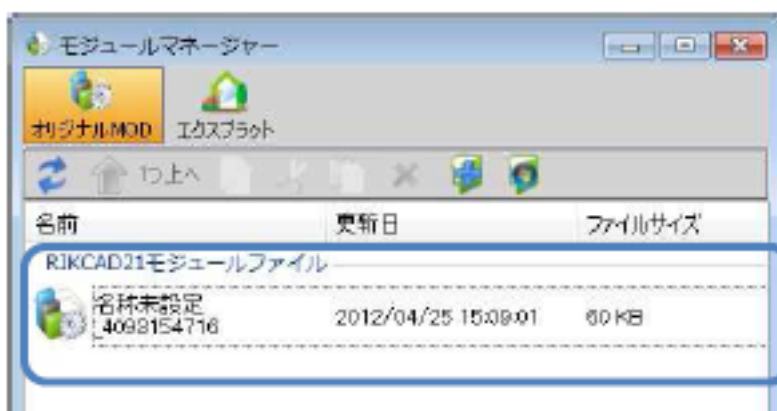 モジュールマネージャー
オリジナルMOD エクスプラット
1つ上へ
名前 更新日 ファイルサイズ
RIKCAD21モジュールファイル
名称未設定
_4098154716 2012/04/25 15:09:01 60 KB